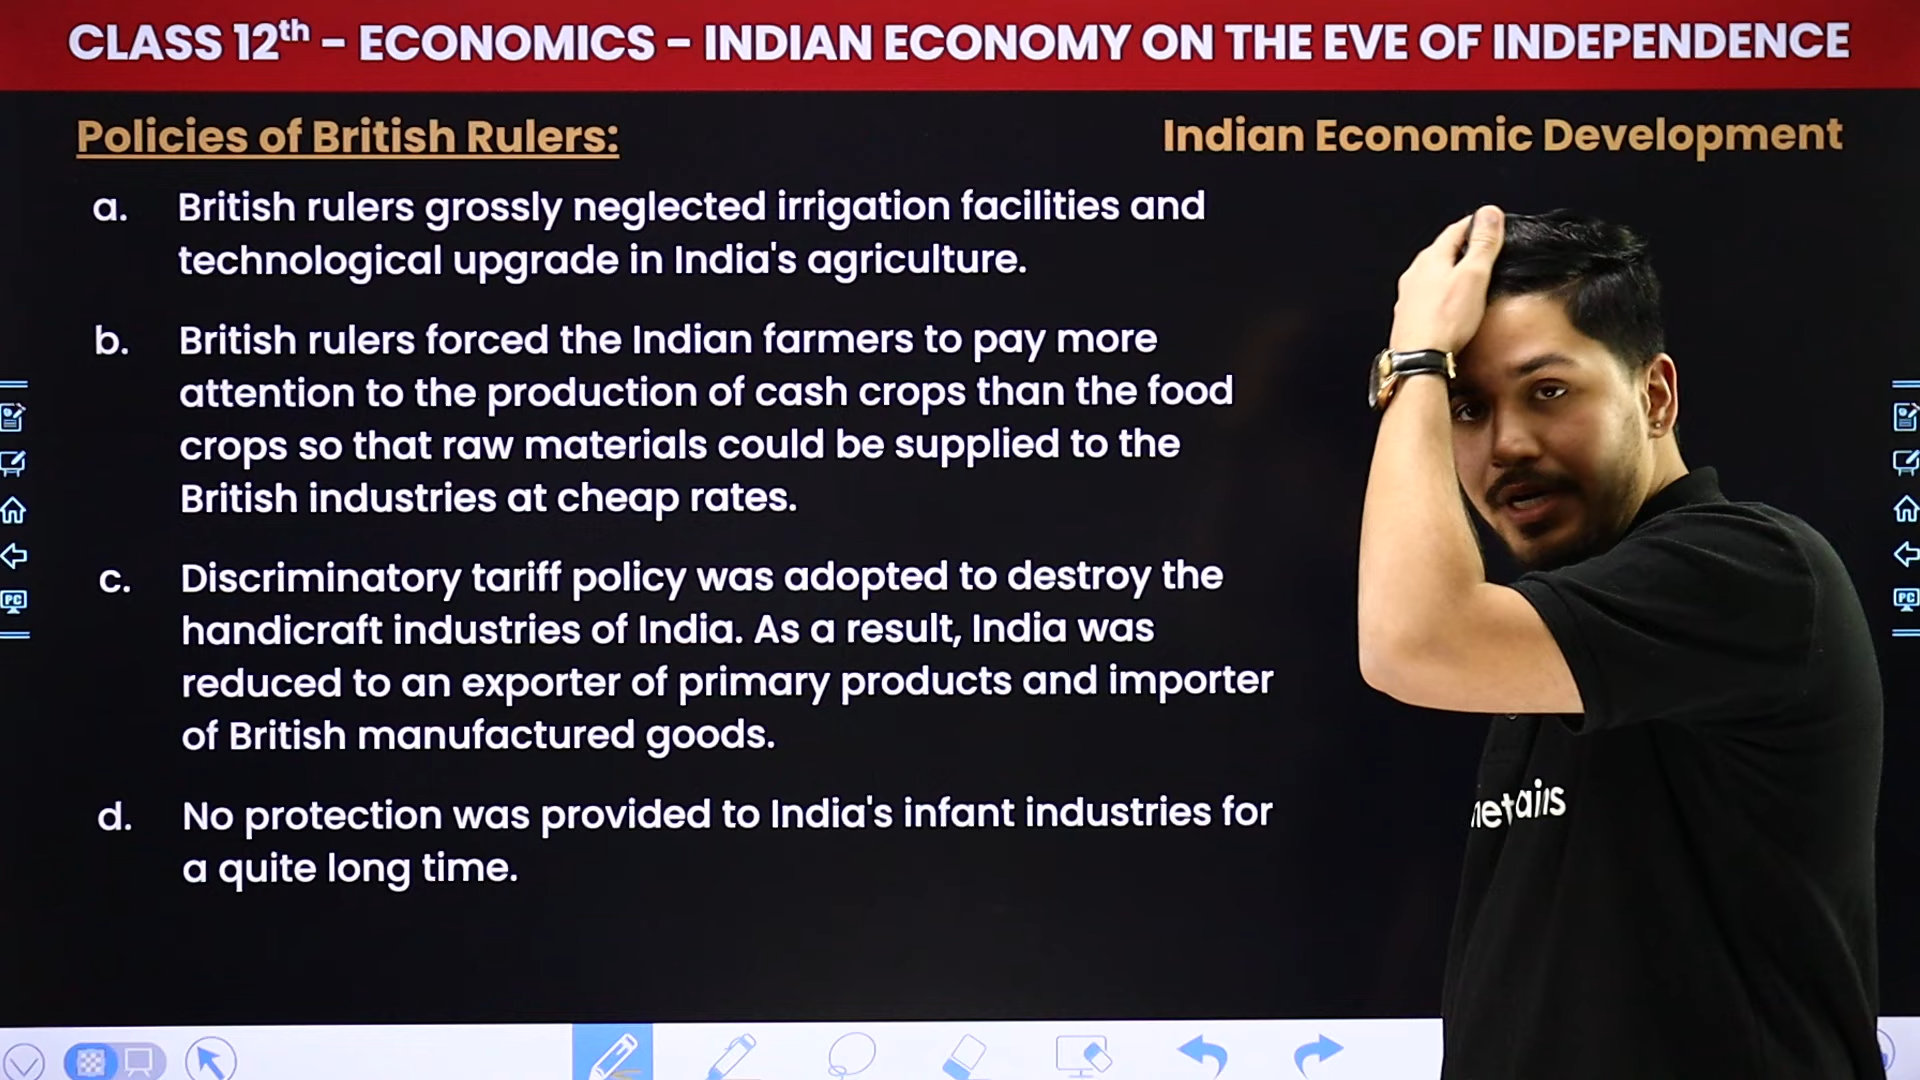 CLASS 12th - ECONOMICS - INDIAN ECONOMY ON THE EVE OF INDEPENDENCE
Policies of British Rulers:
Indian Economic Development
a. British rulers grossly neglected irrigation facilities and
technological upgrade in India's agriculture.
b. British rulers forced the Indian farmers to pay more
attention to the production of cash crops than the food
crops so that raw materials could be supplied to the
British industries at cheap rates.
c. Discriminatory tariff policy was adopted to destroy the
handicraft industries of India. As a result, India was
reduced to an exporter of primary products and importer
of British manufactured goods.
d. No protection was provided to India's infant industries for
a quite long time.
PC
PC